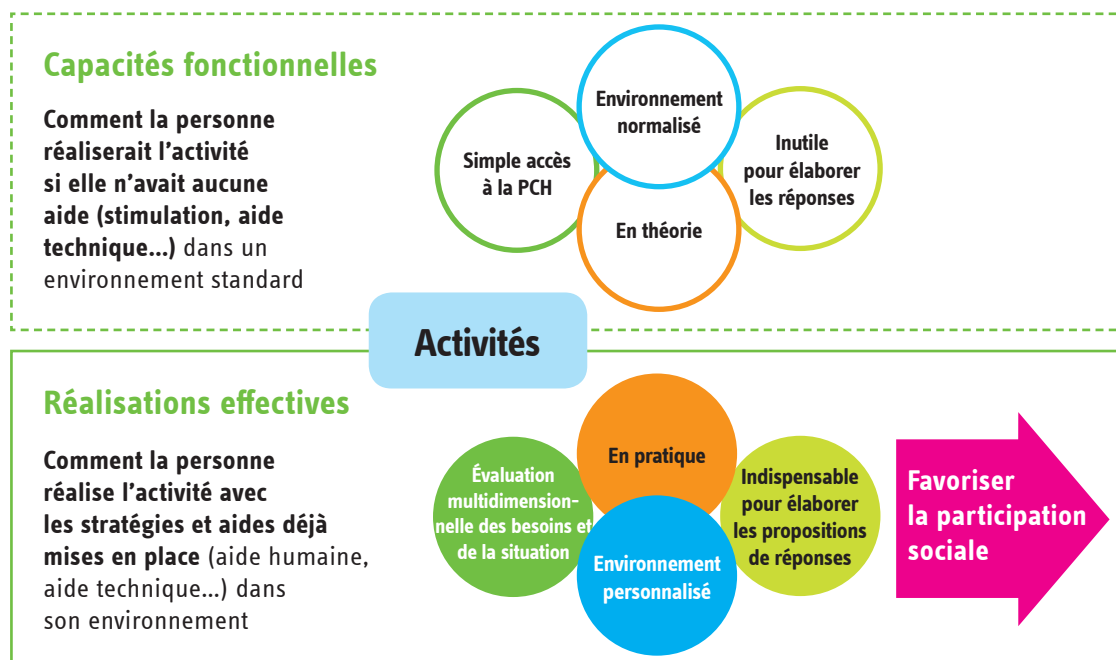 Capacités fonctionnelles
Comment la personne
réaliserait l'activité
si elle n'avait aucune
aide (stimulation, aide
technique...) dans un
environnement standard
Simple accès
à la PCH
Environnement
normalisé
En théorie
Inutile
pour élaborer
les réponses
Activités
Réalisations effectives
Comment la personne
réalise l'activité avec
les stratégies et aides déjà
mises en place (aide humaine,
aide technique...) dans
son environnement
Évaluation
multidimension-
nelle des besoins et
de la situation
En pratique
Environnement
personnalisé
Indispensable
pour élaborer
les propositions
de réponses
Favoriser
la participation
sociale